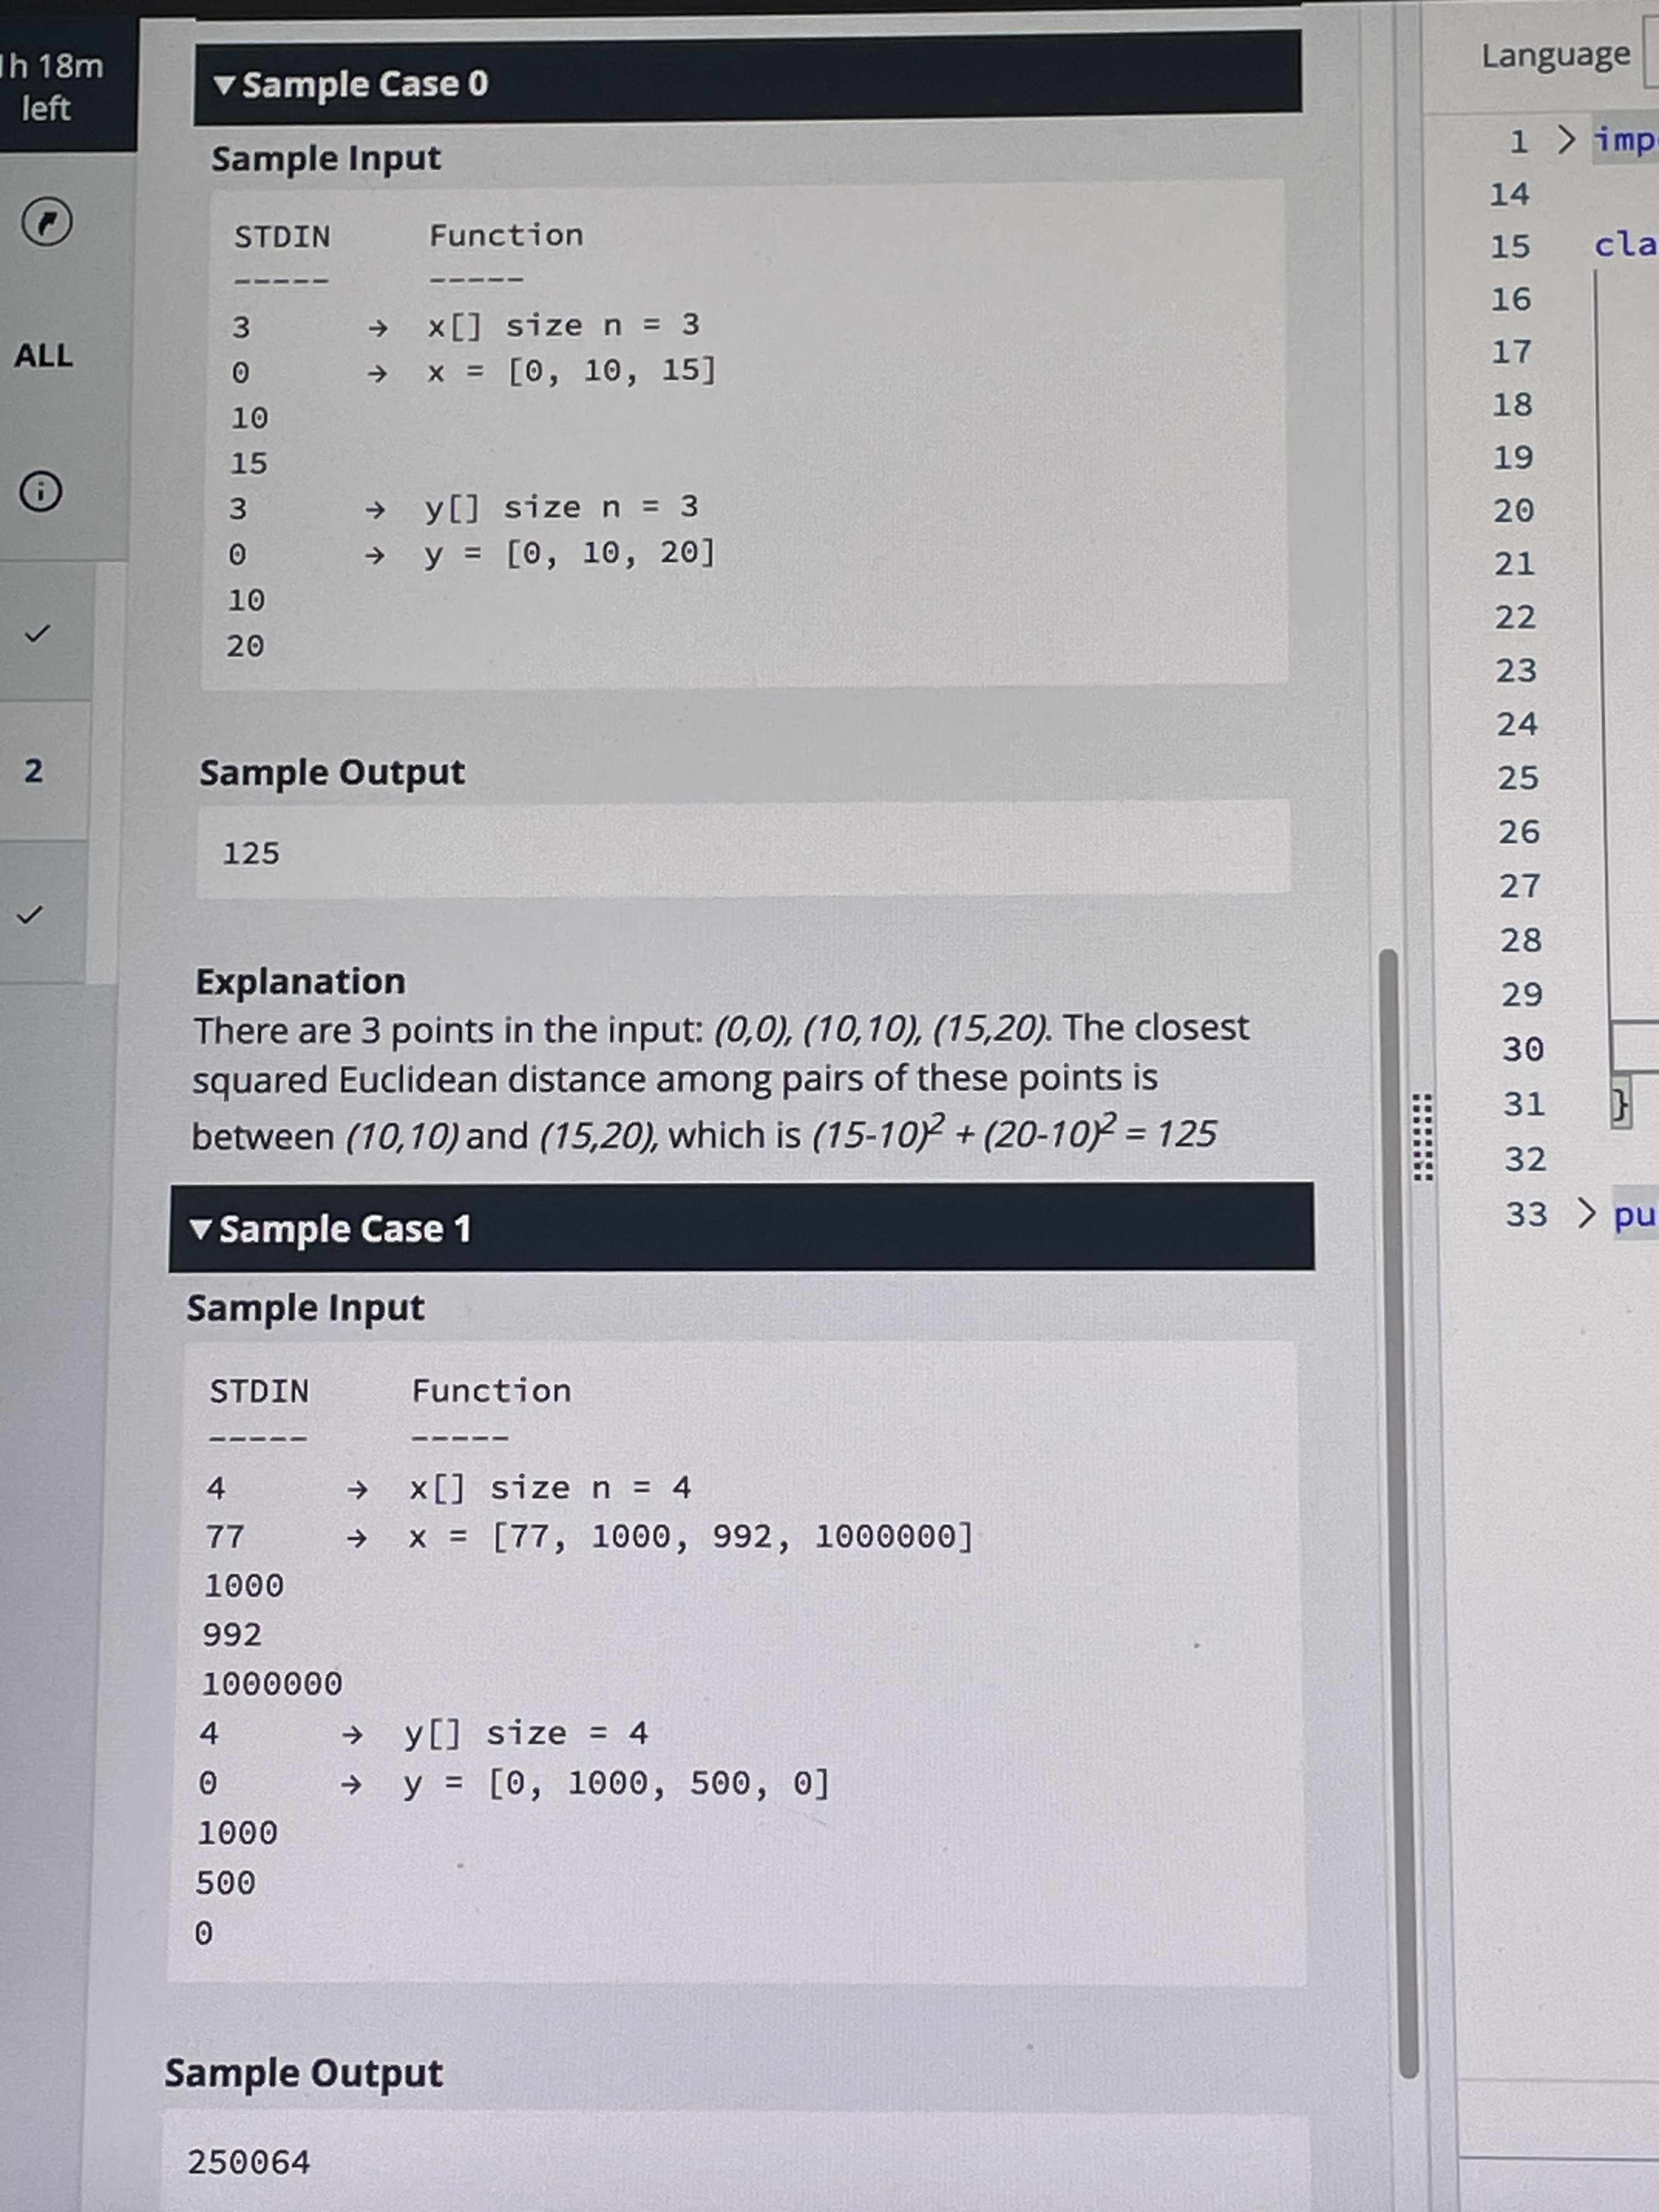 h 18m
left
ALL
2
Sample Case 0
Sample Input
STDIN Function
----- -----
3 → x[] size n = 3
0 → x = [0, 10, 15]
10
15
3 → y[] size n = 3
0 → y = [0, 10, 20]
10
20
Sample Output
125
Explanation
There are 3 points in the input: (0,0), (10,10), (15,20). The closest
squared Euclidean distance among pairs of these points is
between (10,10) and (15,20), which is (15-10)² + (20-10)² = 125
Sample Case 1
Sample Input
STDIN Function
----- -----
4 → x[] size n = 4
77 → x = [77, 1000, 992, 1000000]
1000
992
1000000
4 → y[] size = 4
0 → y = [0, 1000, 500, 0]
1000
500
0
Sample Output
250064
Language
1 > imp
14
15 cla
16
17
18
19
20
21
22
23
24
25
26
27
28
29
30
31 }
32
33 > pu